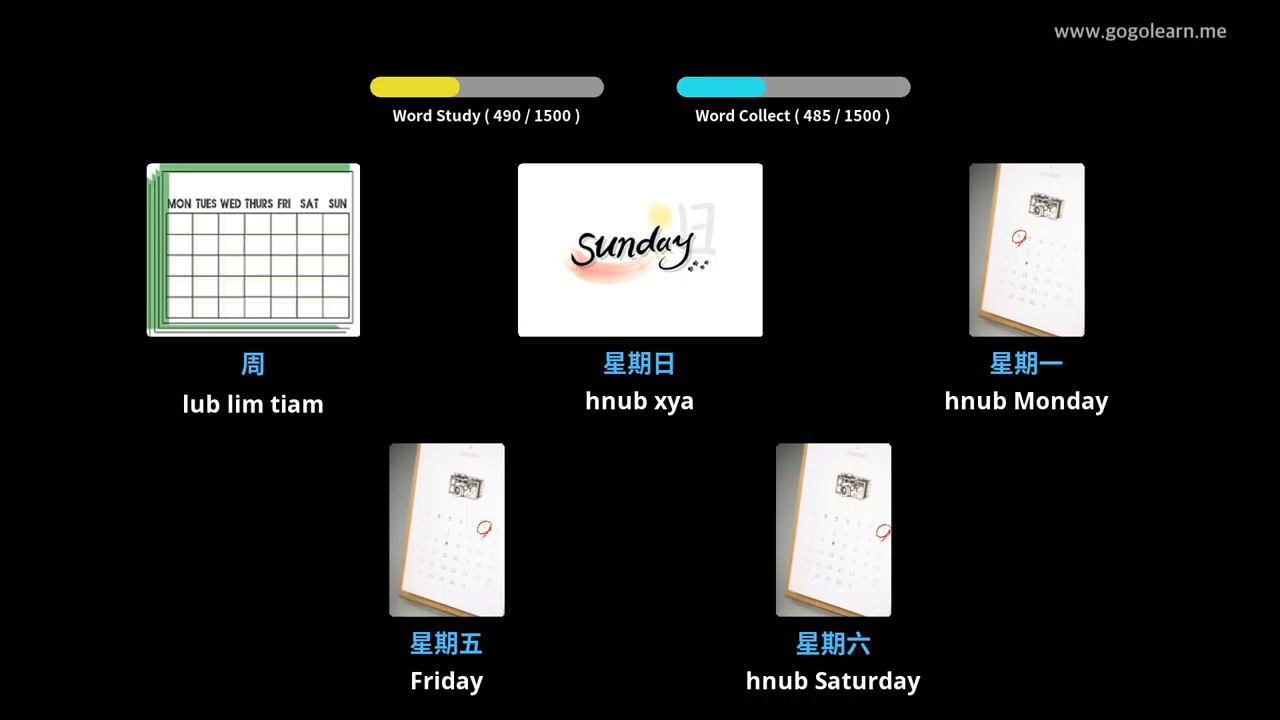 www.gogolearn.me
Word Study ( 490 / 1500 )
Word Collect ( 485 / 1500 )
MON TUES WED THURS FRI SAT SUN
日
Sunday
周
星期日
星期一
lub lim tiam
hnub xya
hnub Monday
星期五
星期六
Friday
hnub Saturday